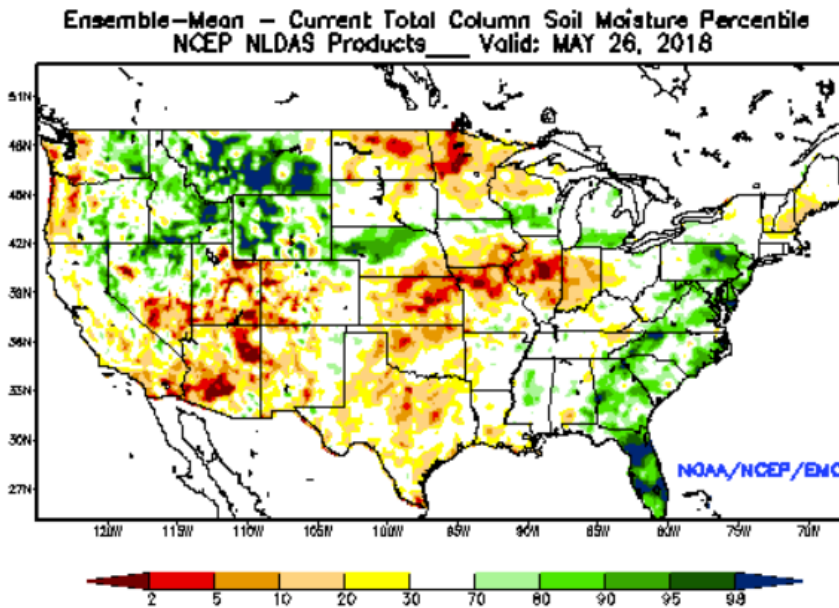 Ensemble-Mean - Current Total Column Soil Moisture Percentile
NCEP NLDAS Products___ Valid: MAY 26, 2018
51N
48N
45N
42N
39N
36N
33N
30N
27N
NOAA/NCEP/EMC
120W 115W 110W 105W 100W 95W 90W 85W 80W 75W 70W
2 5 10 20 30 70 80 90 95 98